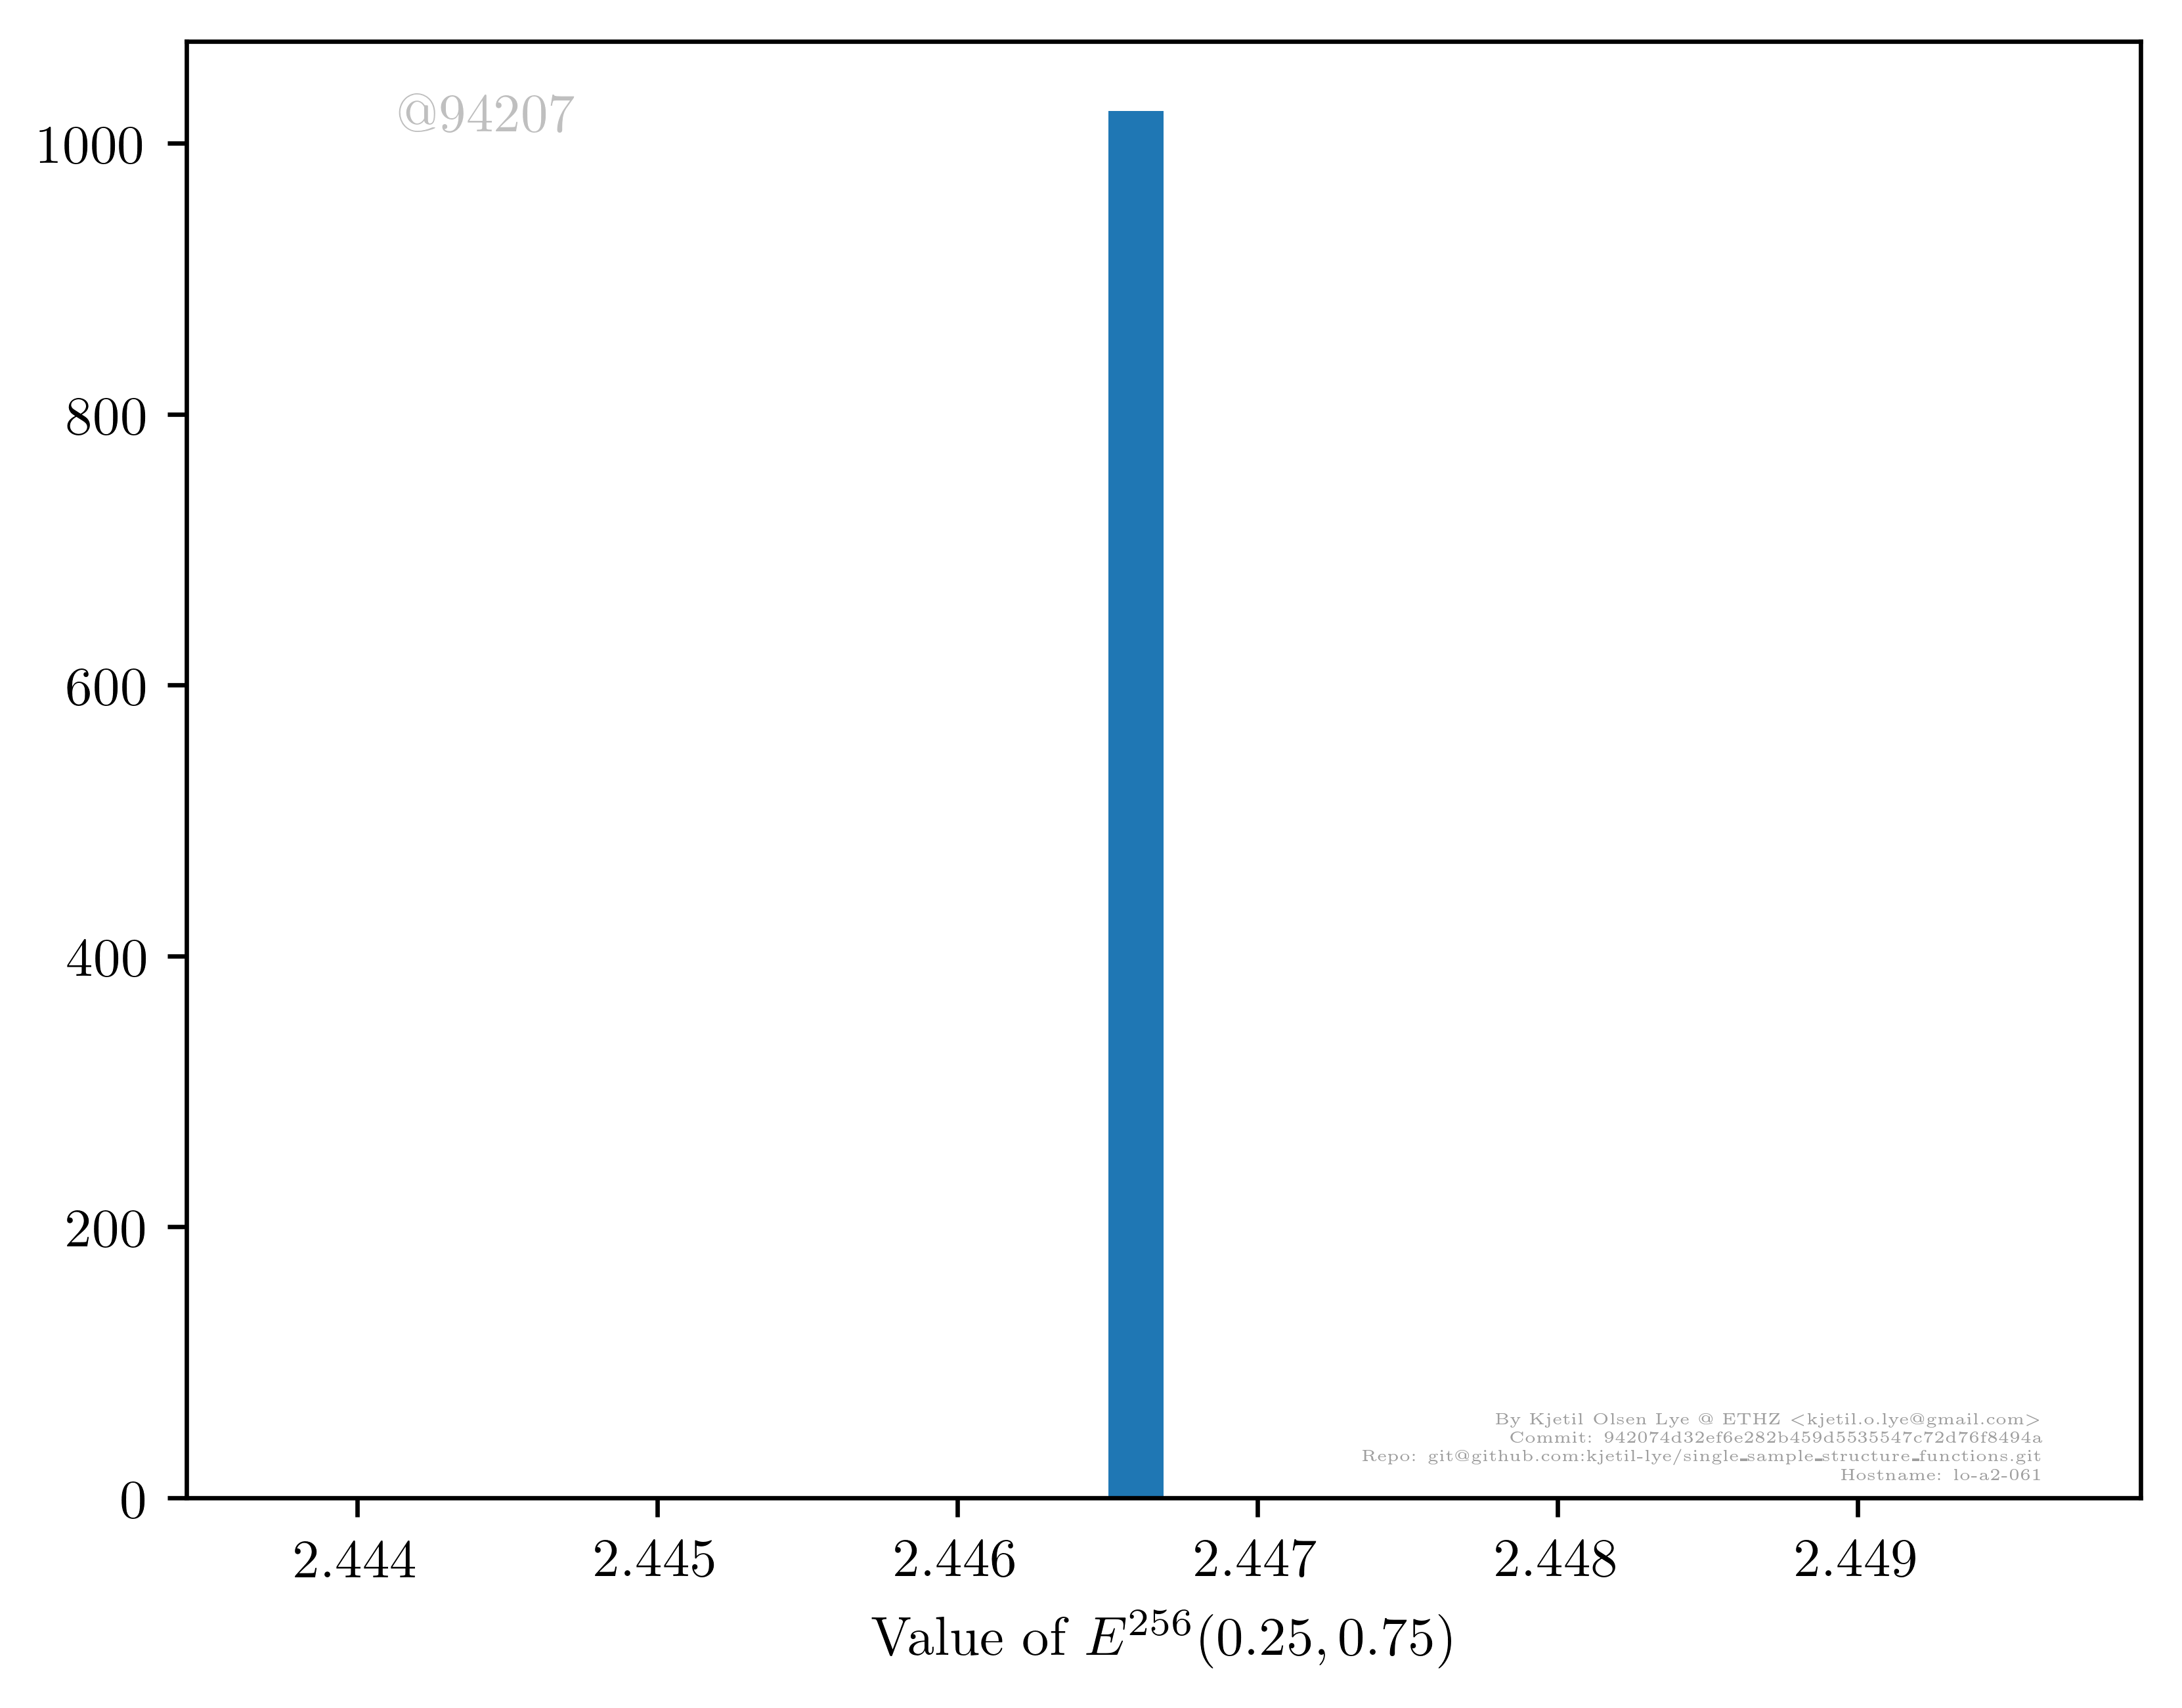 @94207
1000
800
600
400
200
0
By Kjetil Olsen Lye @ ETHZ <kjetil.o.lye@gmail.com>
Commit: 942074d32ef6e282b459d5535547c72d76f8494a
Repo: git@github.com:kjetil-lye/single_sample_structure_functions.git
Hostname: lo-a2-061
2.444 2.445 2.446 2.447 2.448 2.449
Value of E^{256}(0.25, 0.75)